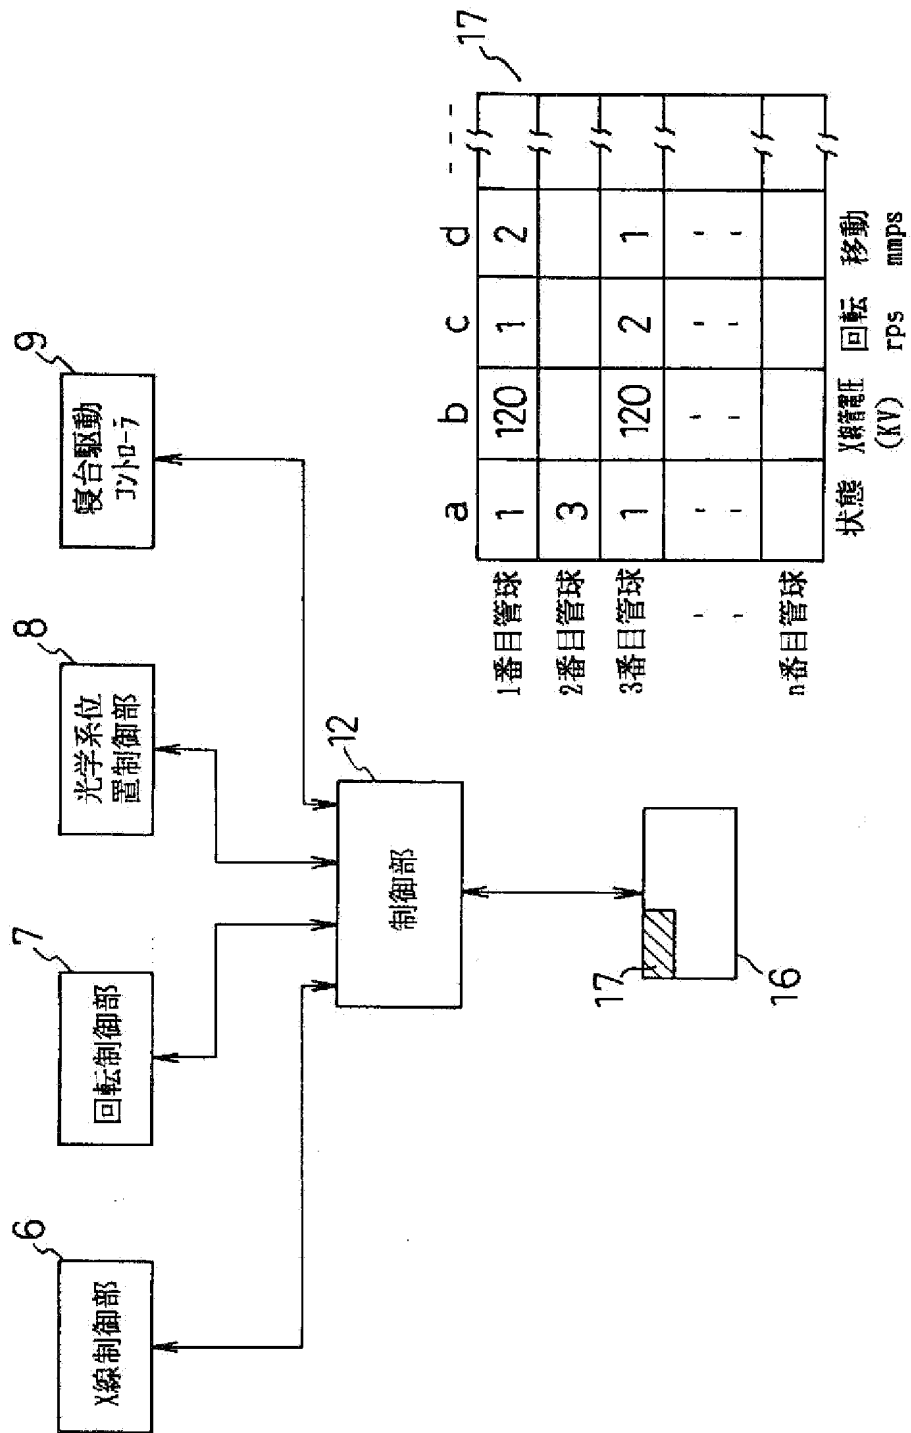 6
X線制御部
7
回転制御部
8
光学系位
置制御部
9
寝台駆動
コントローラ
12
制御部
17
16
17
a b c d - - -
1番目管球 1 120 1 2
2番目管球 3
3番目管球 1 120 2 1
- - - - -
- - - - -
n番目管球
状態 X線管電圧 回転 移動
(KV) rps mmps